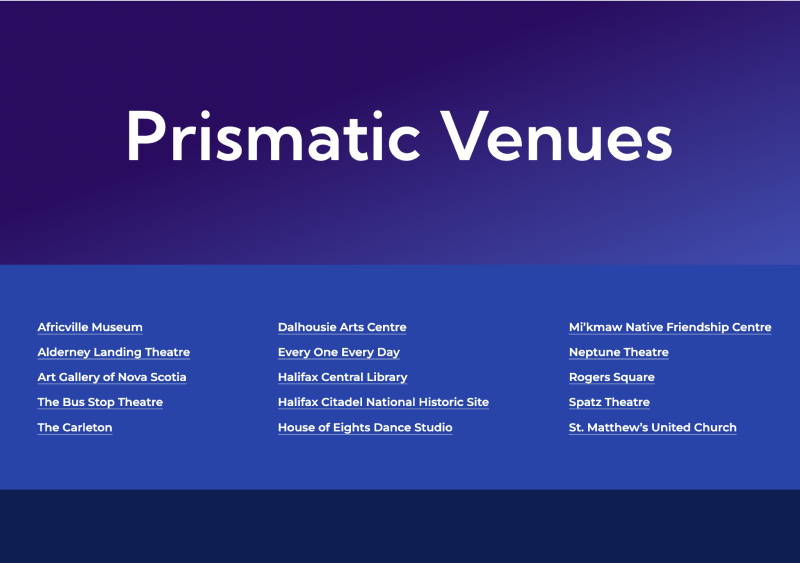 Prismatic Venues
Africville Museum
Alderney Landing Theatre
Art Gallery of Nova Scotia
The Bus Stop Theatre
The Carleton
Dalhousie Arts Centre
Every One Every Day
Halifax Central Library
Halifax Citadel National Historic Site
House of Eights Dance Studio
Mi’kmaw Native Friendship Centre
Neptune Theatre
Rogers Square
Spatz Theatre
St. Matthew’s United Church